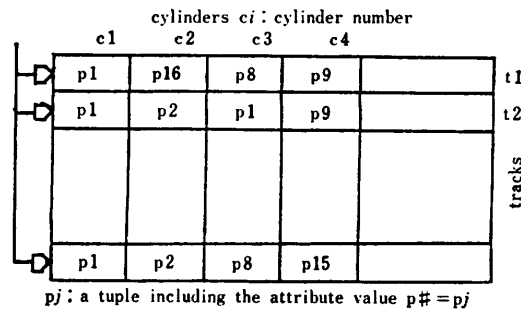 cylinders ci : cylinder number
c1 c2 c3 c4
p1 p16 p8 p9 t1
p1 p2 p1 p9 t2
tracks
p1 p2 p8 p15
pj : a tuple including the attribute value p# = pj